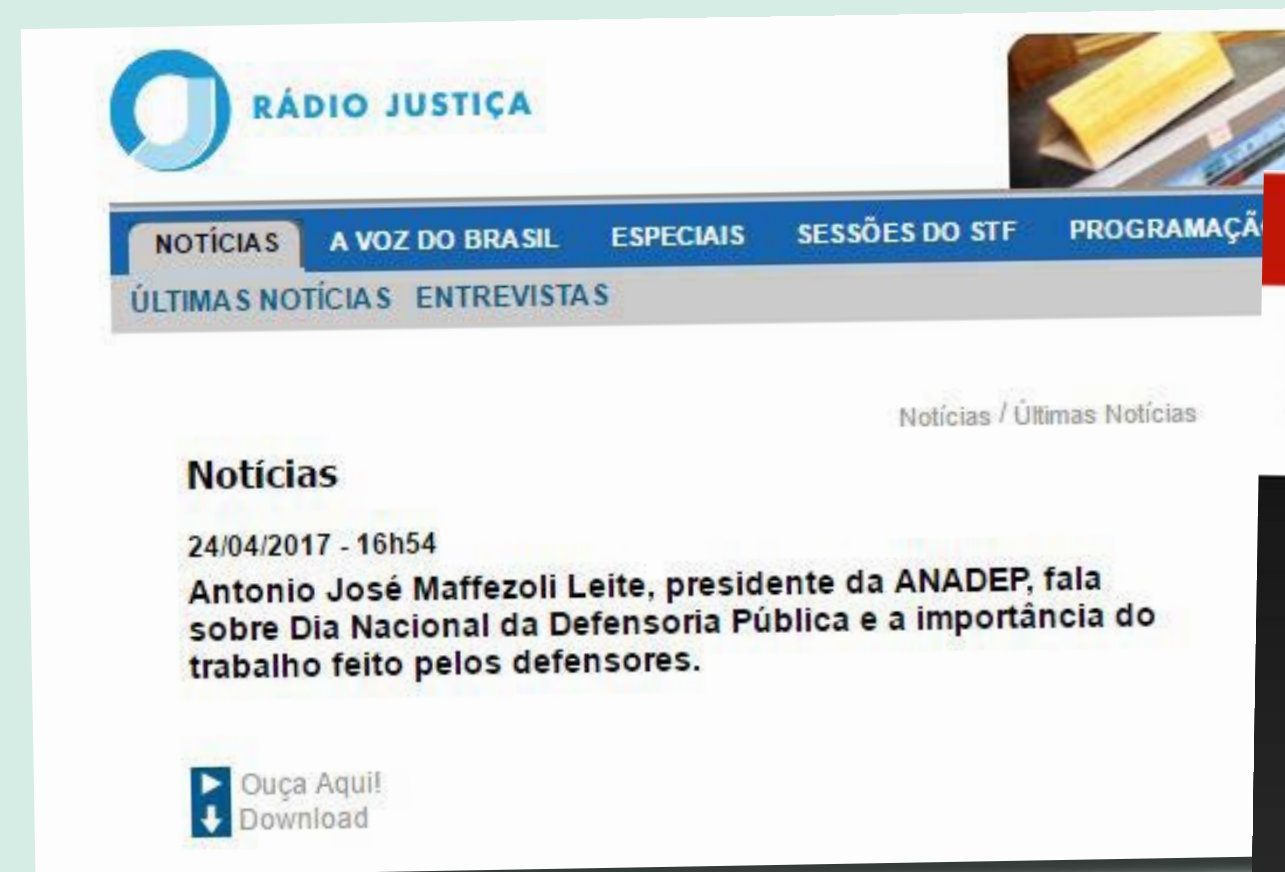 RÁDIO JUSTIÇA
NOTÍCIAS A VOZ DO BRASIL ESPECIAIS SESSÕES DO STF PROGRAMAÇÃ
ÚLTIMAS NOTÍCIAS ENTREVISTAS
Notícias / Últimas Notícias
Notícias
24/04/2017 - 16h54
Antonio José Maffezoli Leite, presidente da ANADEP, fala
sobre Dia Nacional da Defensoria Pública e a importância do
trabalho feito pelos defensores.
Ouça Aqui!
Download